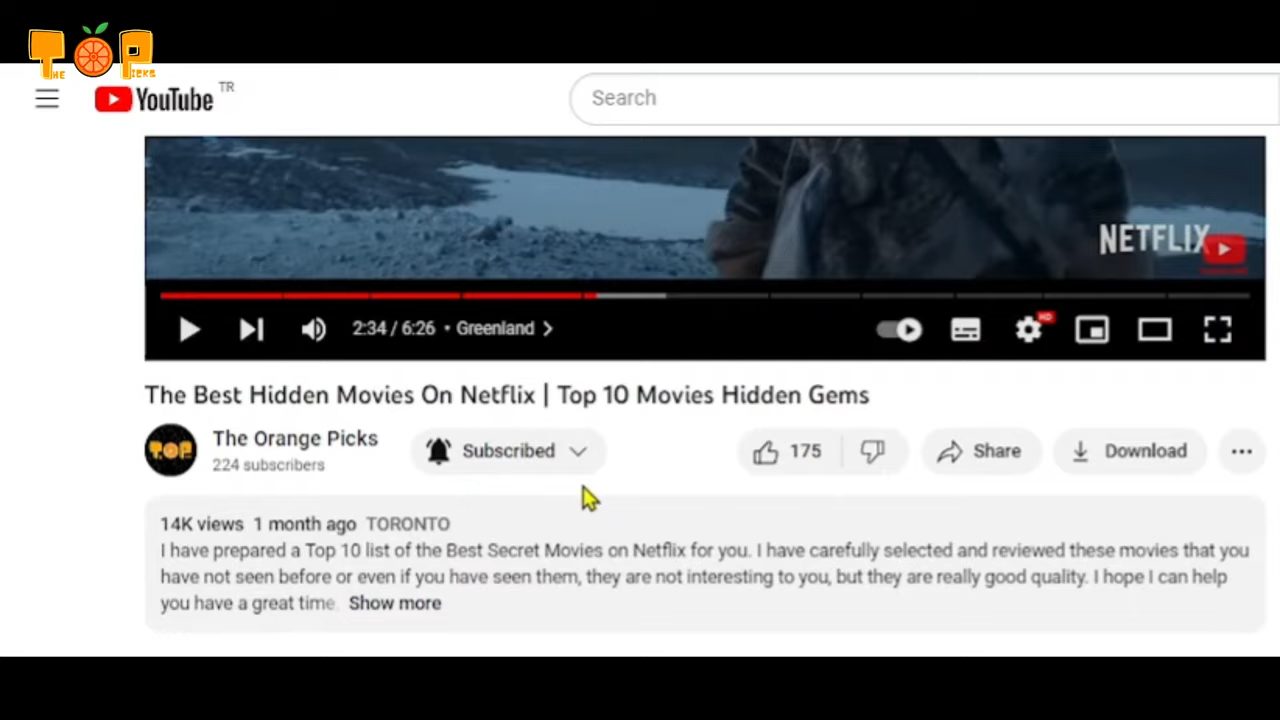 THE TOP PICKS
YouTube TR
Search
NETFLIX
2:34 / 6:26 • Greenland
HD
The Best Hidden Movies On Netflix | Top 10 Movies Hidden Gems
The Orange Picks
224 subscribers
Subscribed
175
Share
Download
14K views 1 month ago TORONTO
I have prepared a Top 10 list of the Best Secret Movies on Netflix for you. I have carefully selected and reviewed these movies that you
have not seen before or even if you have seen them, they are not interesting to you, but they are really good quality. I hope I can help
you have a great time. Show more